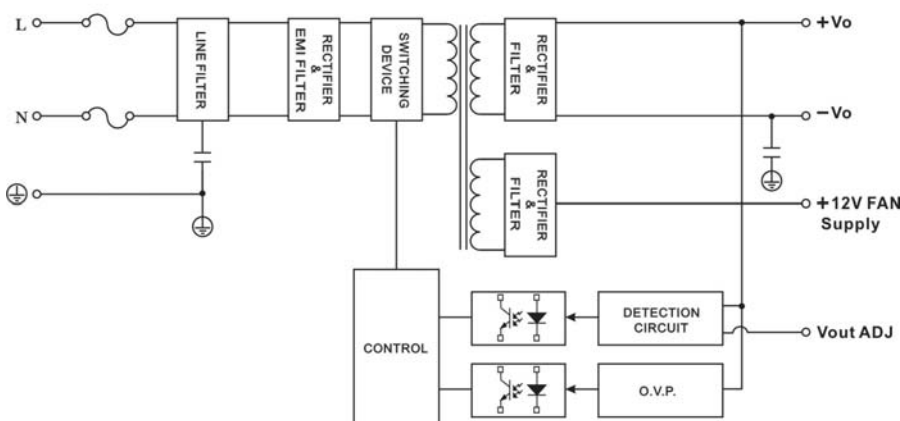 L
N
LINE FILTER
RECTIFIER
&
EMI FILTER
SWITCHING
DEVICE
RECTIFIER
&
FILTER
+Vo
−Vo
RECTIFIER
&
FILTER
+12V FAN
Supply
CONTROL
DETECTION
CIRCUIT
Vout ADJ
O.V.P.